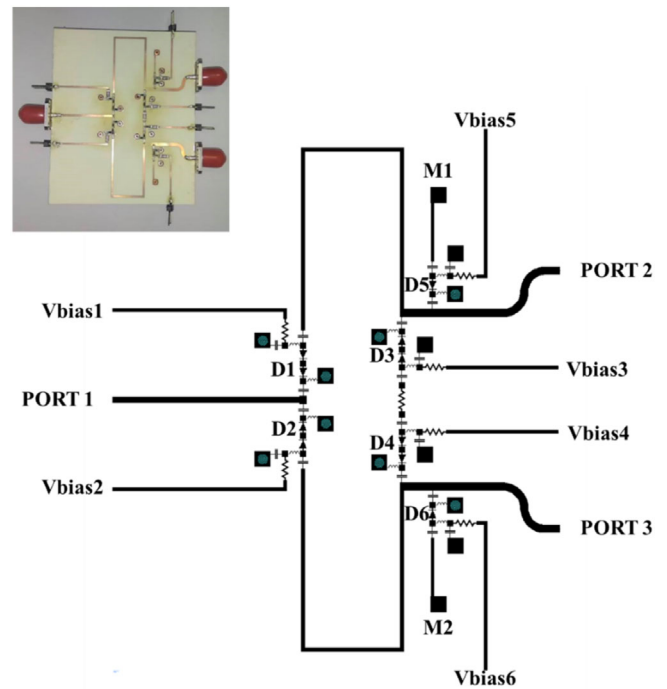 Vbias5
M1
D5
PORT 2
Vbias1
D1
D3
Vbias3
PORT 1
D2
D4
Vbias4
Vbias2
D6
PORT 3
M2
Vbias6